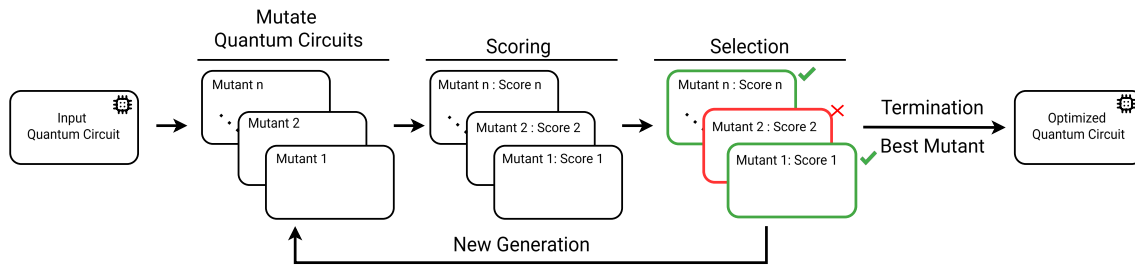 Input
Quantum Circuit
Mutate
Quantum Circuits
Mutant n
Mutant 2
Mutant 1
Scoring
Mutant n : Score n
Mutant 2 : Score 2
Mutant 1: Score 1
Selection
Mutant n : Score n
Mutant 2 : Score 2
Mutant 1: Score 1
Termination
Best Mutant
Optimized
Quantum Circuit
New Generation